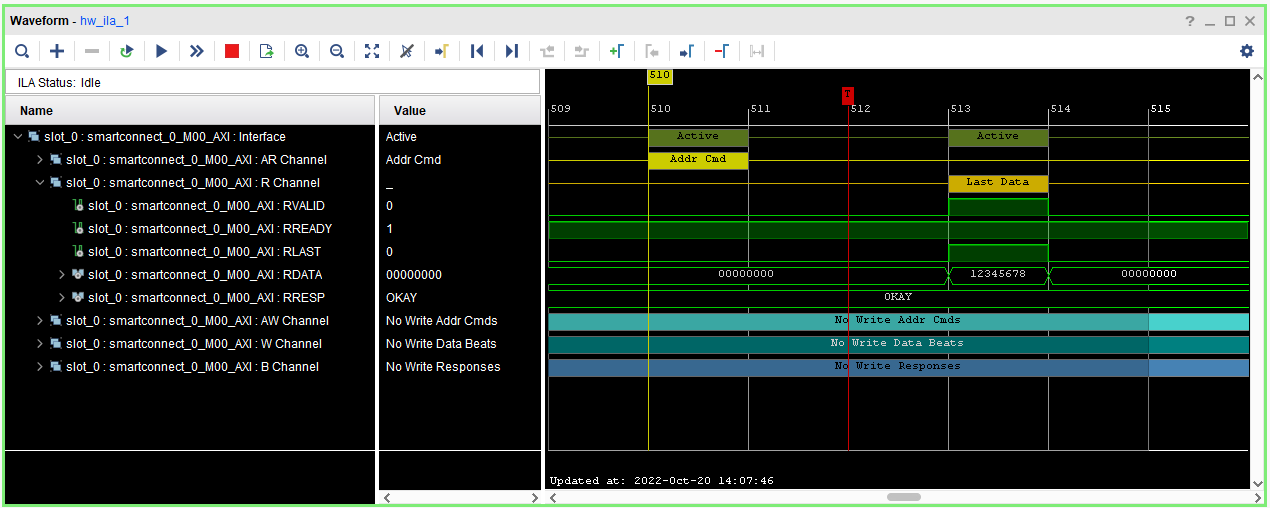 Waveform - hw_ila_1
ILA Status: Idle
Name Value
510
T
509 510 511 512 513 514 515
slot_0 : smartconnect_0_M00_AXI : Interface Active Active Active
slot_0 : smartconnect_0_M00_AXI : AR Channel Addr Cmd Addr Cmd
slot_0 : smartconnect_0_M00_AXI : R Channel _ Last Data
slot_0 : smartconnect_0_M00_AXI : RVALID 0
slot_0 : smartconnect_0_M00_AXI : RREADY 1
slot_0 : smartconnect_0_M00_AXI : RLAST 0
slot_0 : smartconnect_0_M00_AXI : RDATA 00000000 00000000 12345678 00000000
slot_0 : smartconnect_0_M00_AXI : RRESP OKAY OKAY
slot_0 : smartconnect_0_M00_AXI : AW Channel No Write Addr Cmds No Write Addr Cmds
slot_0 : smartconnect_0_M00_AXI : W Channel No Write Data Beats No Write Data Beats
slot_0 : smartconnect_0_M00_AXI : B Channel No Write Responses No Write Responses
Updated at: 2022-Oct-20 14:07:46